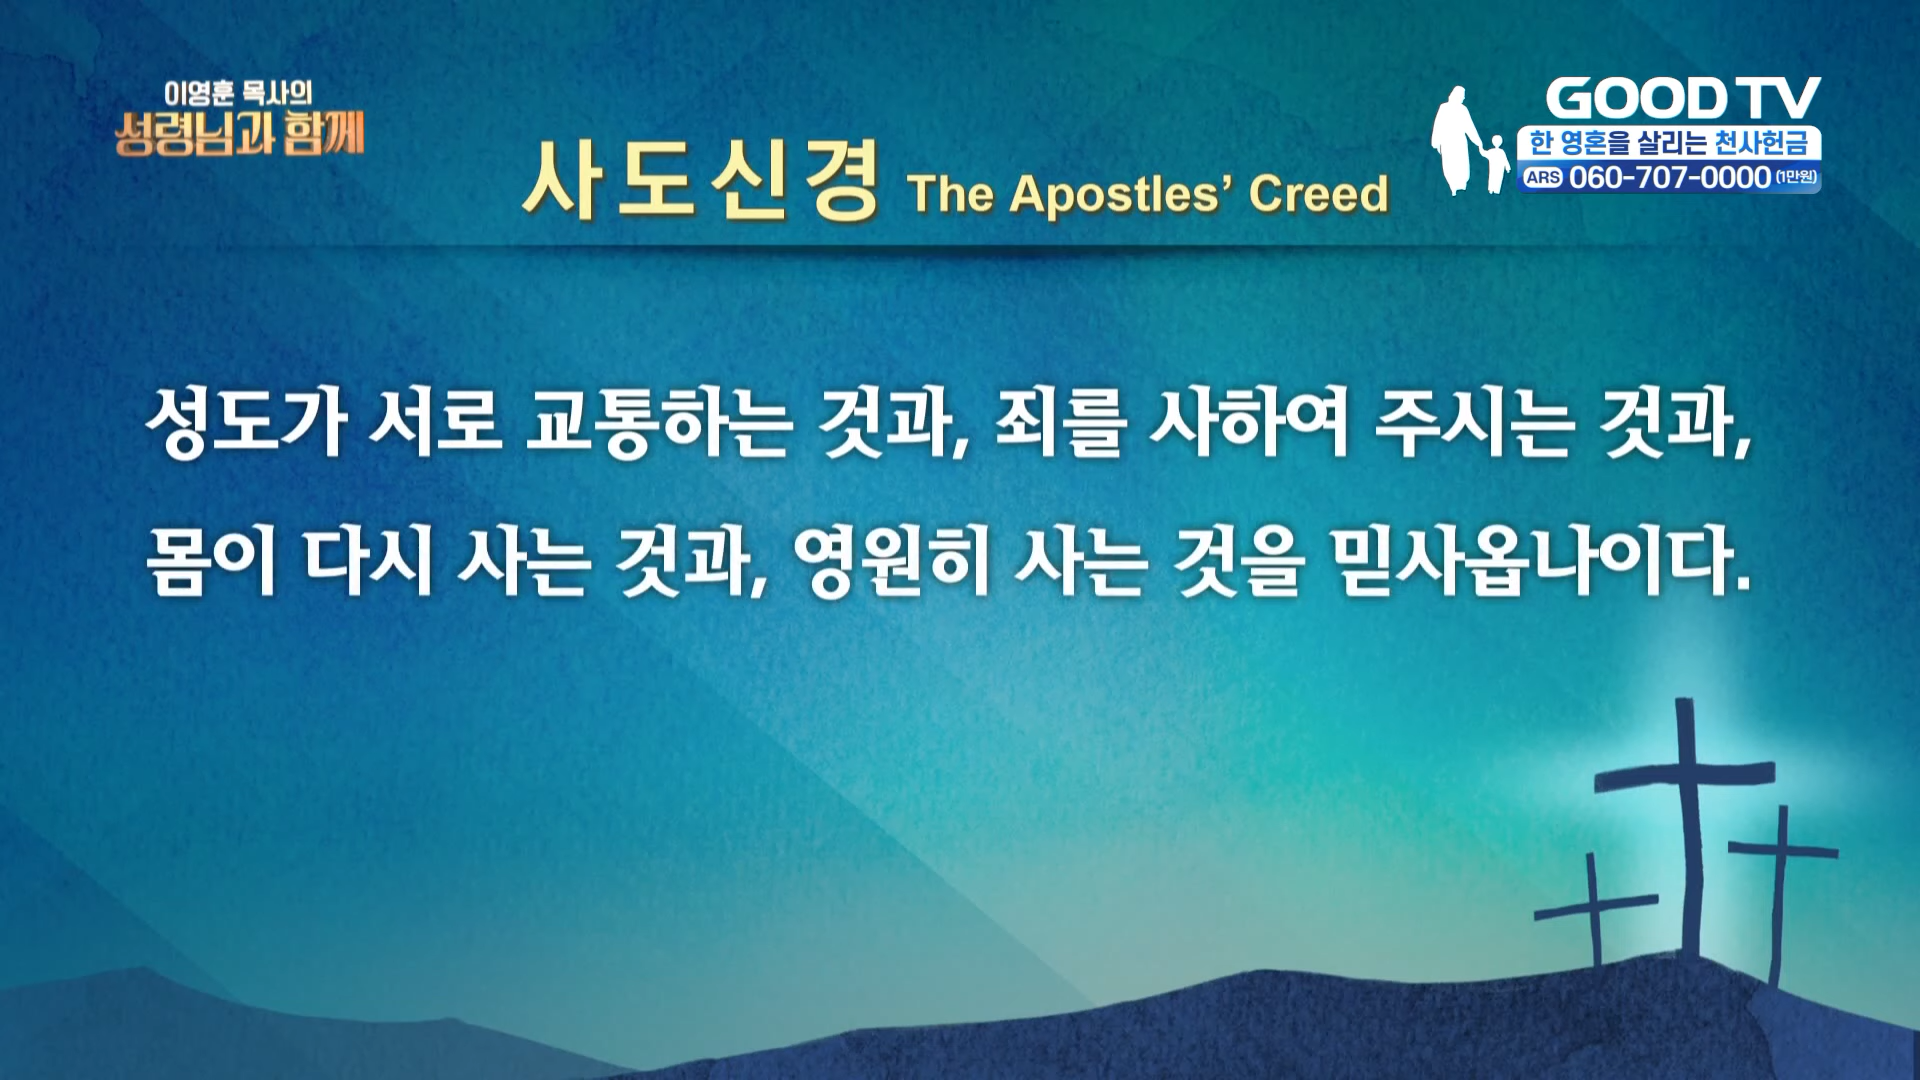 이영훈 목사의
성령님과 함께
사도신경 The Apostles’ Creed
GOOD TV
한 영혼을 살리는 천사헌금
ARS 060-707-0000 (1만원)
성도가 서로 교통하는 것과, 죄를 사하여 주시는 것과,
몸이 다시 사는 것과, 영원히 사는 것을 믿사옵나이다.